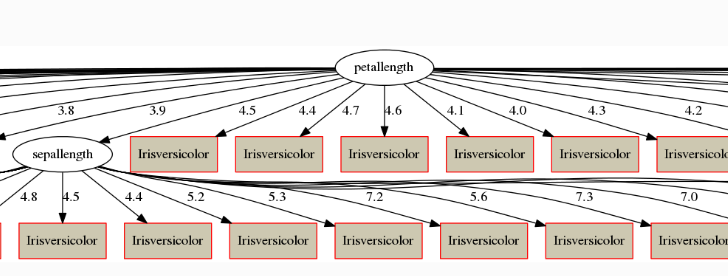 petallength
3.8 3.9 4.5 4.4 4.7 4.6 4.1 4.0 4.3 4.2
sepallength Irisversicolor Irisversicolor Irisversicolor Irisversicolor Irisversicolor Irisversicolo
4.8 4.5 4.4 5.2 5.3 7.2 5.6 7.3 7.0
Irisversicolor Irisversicolor Irisversicolor Irisversicolor Irisversicolor Irisversicolor Irisversicolo